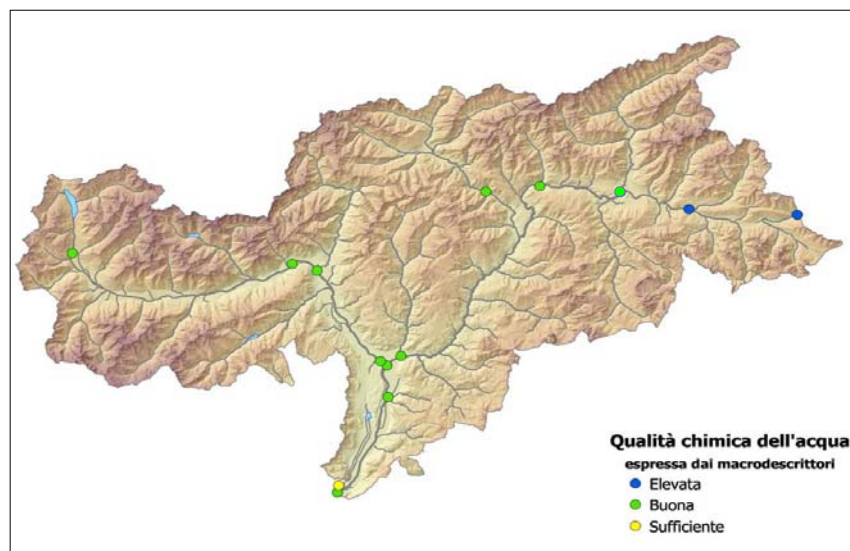 Qualità chimica dell'acqua
espressa dai macrodescrittori
Elevata
Buona
Sufficiente